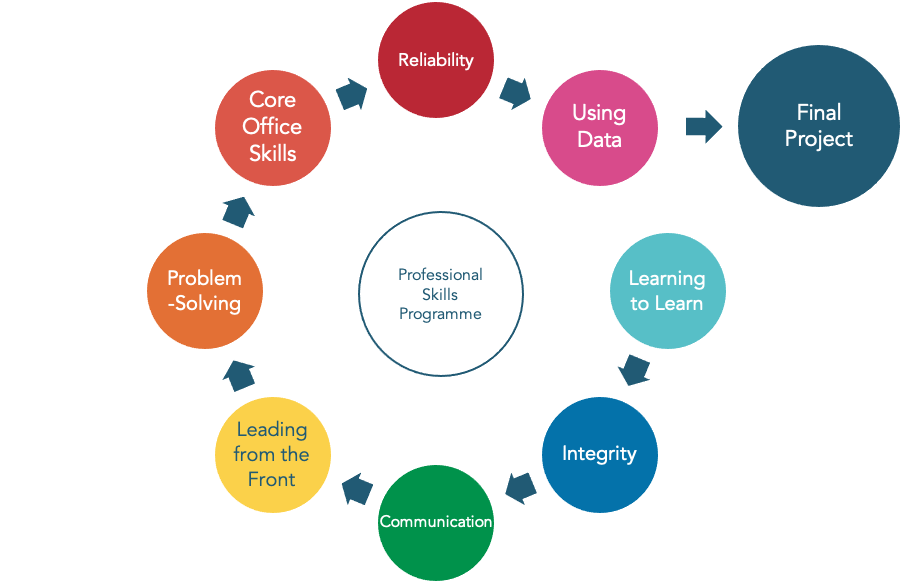 Reliability
Core
Office
Skills
Using
Data
Final
Project
Problem
-Solving
Professional
Skills
Programme
Learning
to Learn
Leading
from the
Front
Integrity
Communication